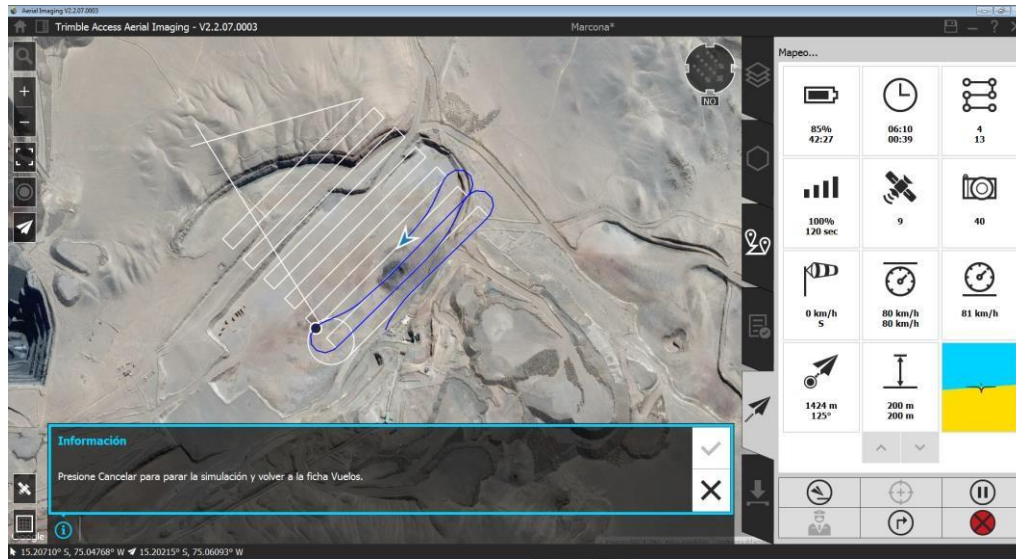 Aerial Imaging V2.2.07.0003
Trimble Access Aerial Imaging - V2.2.07.0003
Marcona*
?
NO
Mapeo...
85%
42:27
06:10
00:39
4
13
100%
120 sec
9
40
0 km/h
S
80 km/h
80 km/h
81 km/h
1424 m
125°
200 m
200 m
Información
Presione Cancelar para parar la simulación y volver a la ficha Vuelos.
Google
15.20710° S, 75.04768° W
15.20215° S, 75.06093° W